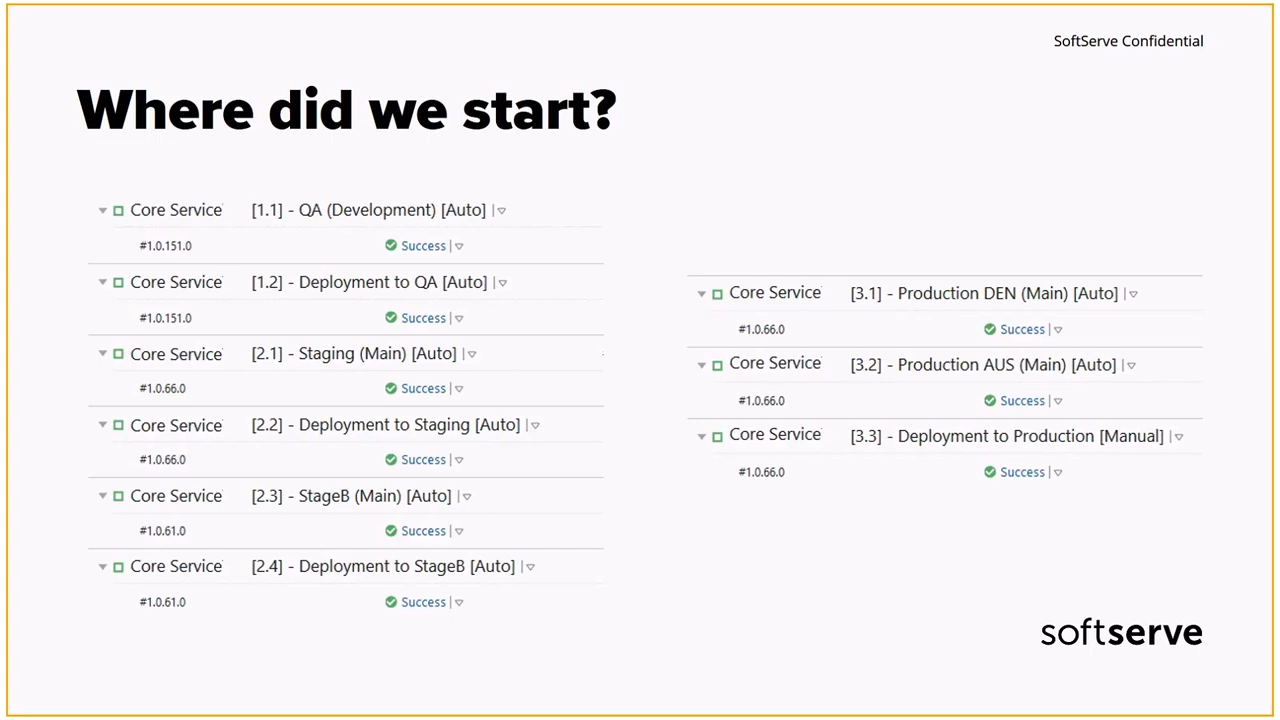 SoftServe Confidential
Where did we start?
Core Service [1.1] - QA (Development) [Auto]
#1.0.151.0 Success
Core Service [1.2] - Deployment to QA [Auto]
#1.0.151.0 Success
Core Service [2.1] - Staging (Main) [Auto]
#1.0.66.0 Success
Core Service [2.2] - Deployment to Staging [Auto]
#1.0.66.0 Success
Core Service [2.3] - StageB (Main) [Auto]
#1.0.61.0 Success
Core Service [2.4] - Deployment to StageB [Auto]
#1.0.61.0 Success
Core Service [3.1] - Production DEN (Main) [Auto]
#1.0.66.0 Success
Core Service [3.2] - Production AUS (Main) [Auto]
#1.0.66.0 Success
Core Service [3.3] - Deployment to Production [Manual]
#1.0.66.0 Success
softserve